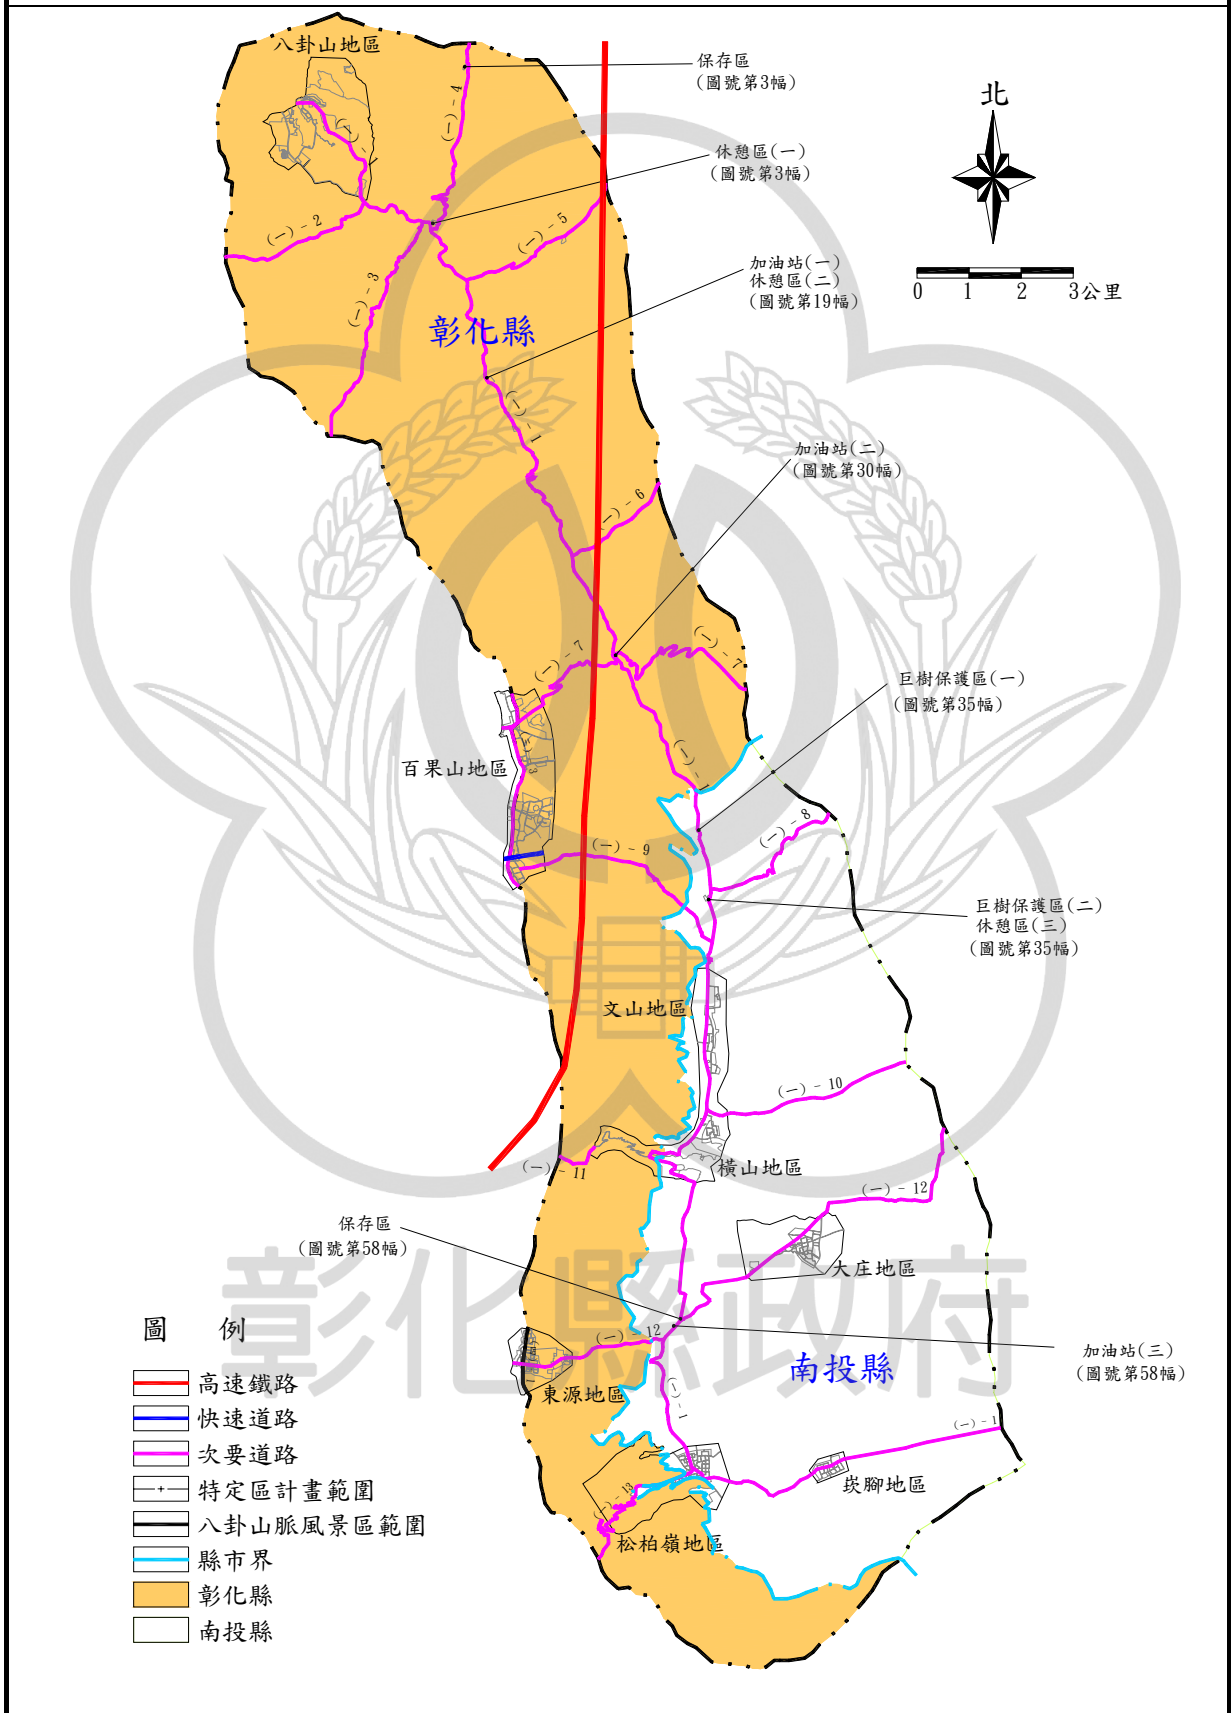 八卦山地區
保存區
(圖號第3幅)
北
(一)-4
(一)-1
休憩區(一)
(圖號第3幅)
(一)-2
(一)-5
(一)-3
加油站(一)
休憩區(二)
(圖號第19幅)
0 1 2 3公里
彰化縣
(一)-1
加油站(二)
(圖號第30幅)
(一)-6
(一)-7
(一)-7
巨樹保護區(一)
(圖號第35幅)
(三)-3
百果山地區
(一)-1
(一)-8
(一)-9
巨樹保護區(二)
休憩區(三)
(圖號第35幅)
文山地區
(一)-10
(一)-11
橫山地區
(一)-12
保存區
(圖號第58幅)
大庄地區
彰化縣政府
(一)-12
加油站(三)
(圖號第58幅)
南投縣
東源地區
(一)-1
(一)-1
崁腳地區
(一)-13
松柏嶺地區
圖例
高速鐵路
快速道路
次要道路
特定區計畫範圍
八卦山脈風景區範圍
縣市界
彰化縣
南投縣